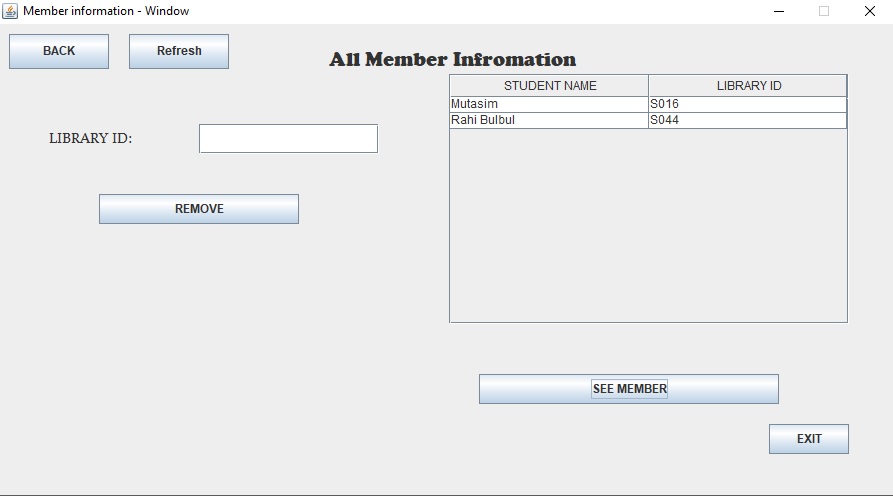 Member information - Window
BACK
Refresh
All Member Infromation
STUDENT NAME LIBRARY ID
Mutasim S016
Rahi Bulbul S044
LIBRARY ID:
REMOVE
SEE MEMBER
EXIT